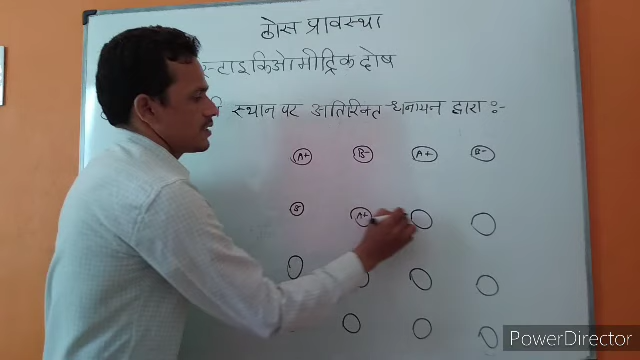 ठोस प्रावस्था
स्टाइकिओमीट्रिक दोष
स्थान पर अतिरिक्त धनायन द्वारा :-
A+ B- A+ B-
B- A+
PowerDirector